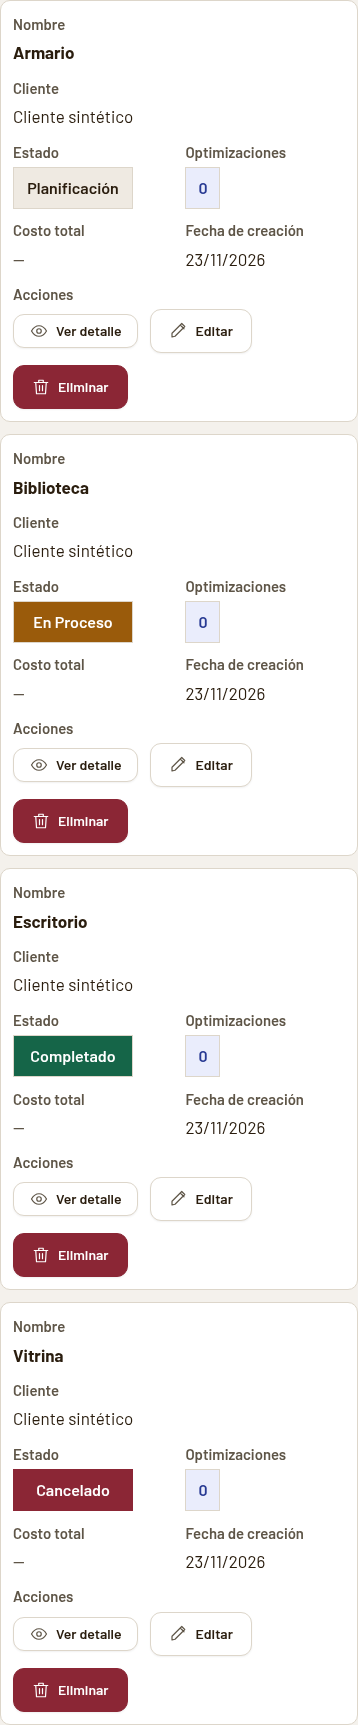 Nombre
Armario
Cliente
Cliente sintético
Estado Optimizaciones
Planificación 0
Costo total Fecha de creación
— 23/11/2026
Acciones
Ver detalle Editar
Eliminar
Nombre
Biblioteca
Cliente
Cliente sintético
Estado Optimizaciones
En Proceso 0
Costo total Fecha de creación
— 23/11/2026
Acciones
Ver detalle Editar
Eliminar
Nombre
Escritorio
Cliente
Cliente sintético
Estado Optimizaciones
Completado 0
Costo total Fecha de creación
— 23/11/2026
Acciones
Ver detalle Editar
Eliminar
Nombre
Vitrina
Cliente
Cliente sintético
Estado Optimizaciones
Cancelado 0
Costo total Fecha de creación
— 23/11/2026
Acciones
Ver detalle Editar
Eliminar